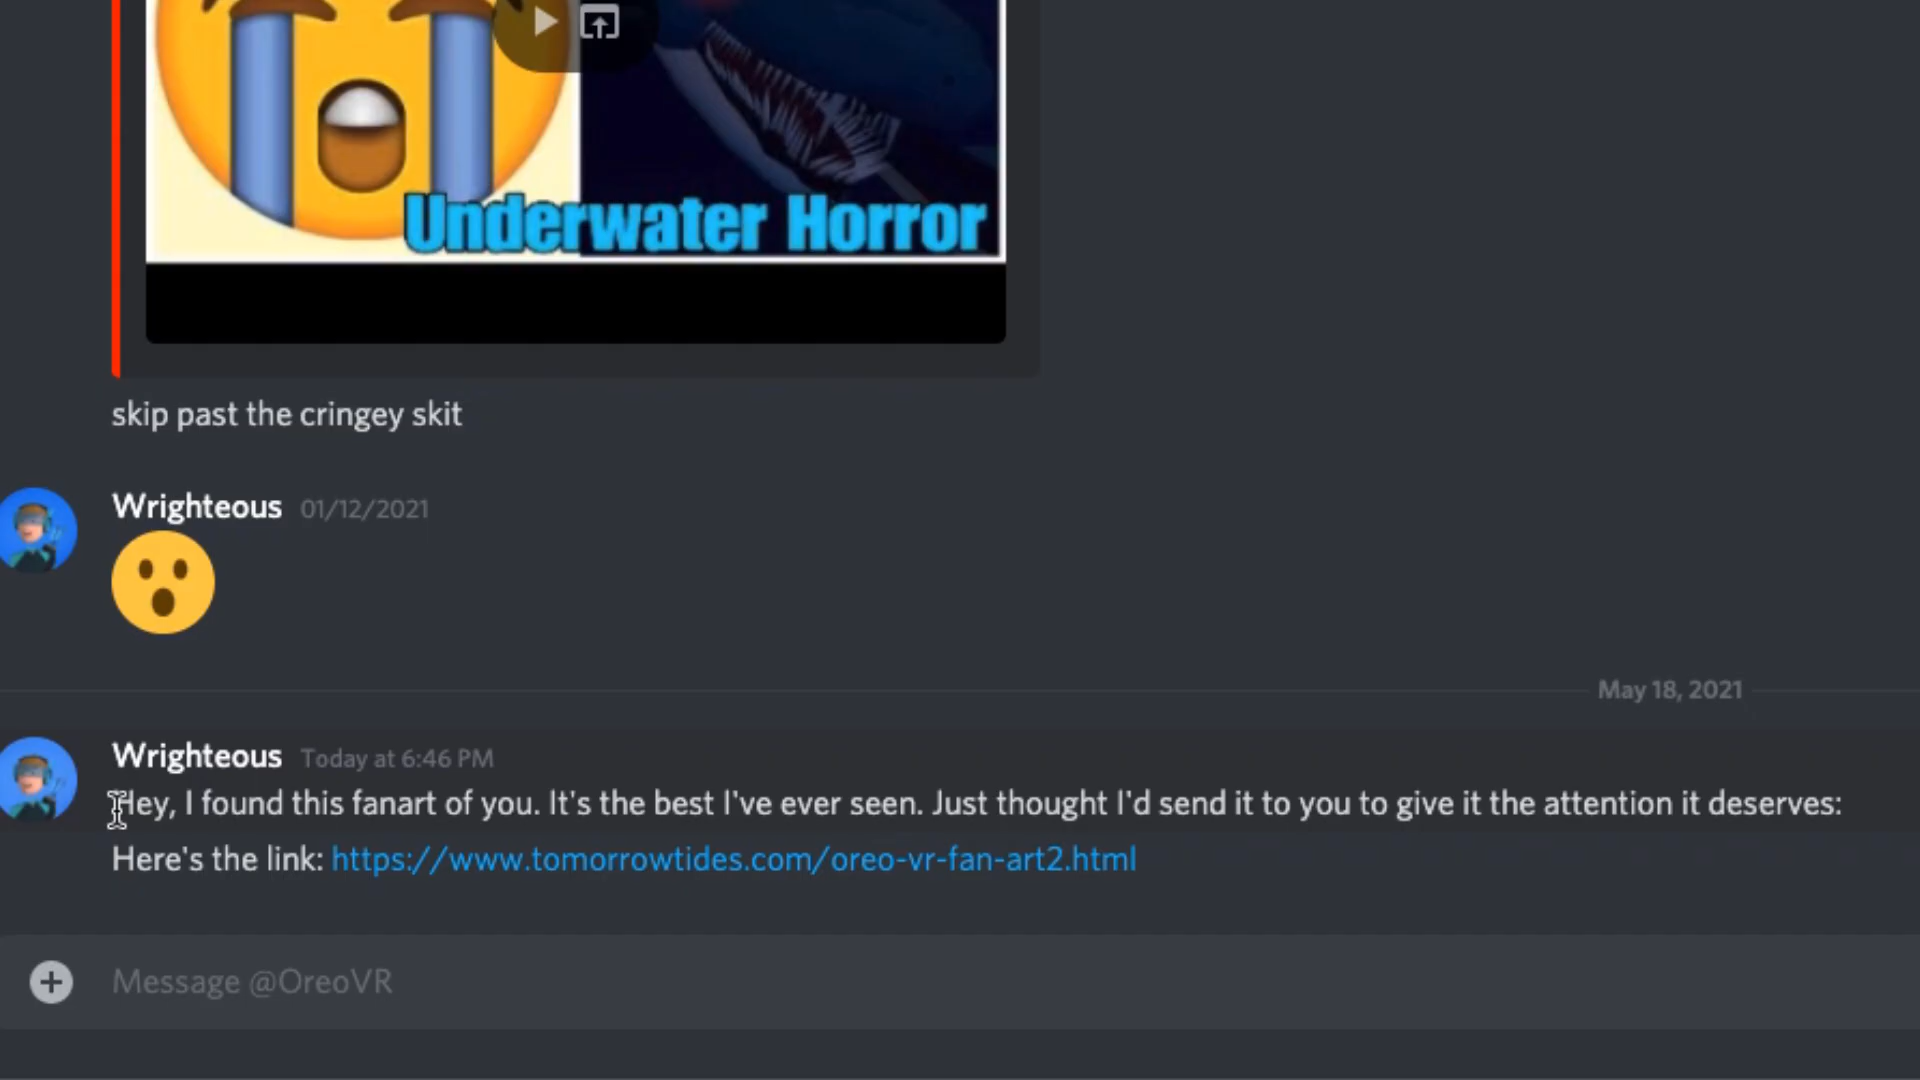 Underwater Horror
skip past the cringey skit
Wrighteous 01/12/2021
May 18, 2021
Wrighteous Today at 6:46 PM
Hey, I found this fanart of you. It's the best I've ever seen. Just thought I'd send it to you to give it the attention it deserves:
Here's the link: https://www.tomorrowtides.com/oreo-vr-fan-art2.html
Message @OreoVR